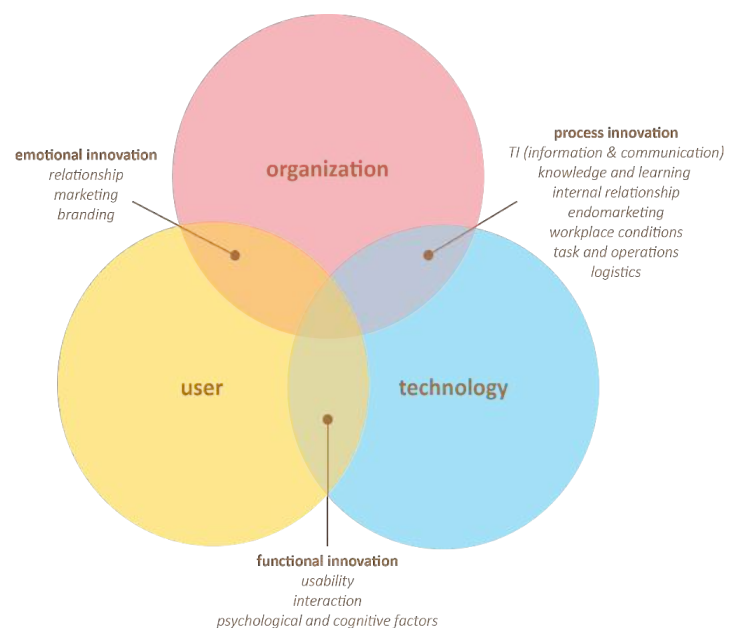 organization
emotional innovation
relationship
marketing
branding
process innovation
TI (information & communication)
knowledge and learning
internal relationship
endomarketing
workplace conditions
task and operations
logistics
user
technology
functional innovation
usability
interaction
psychological and cognitive factors